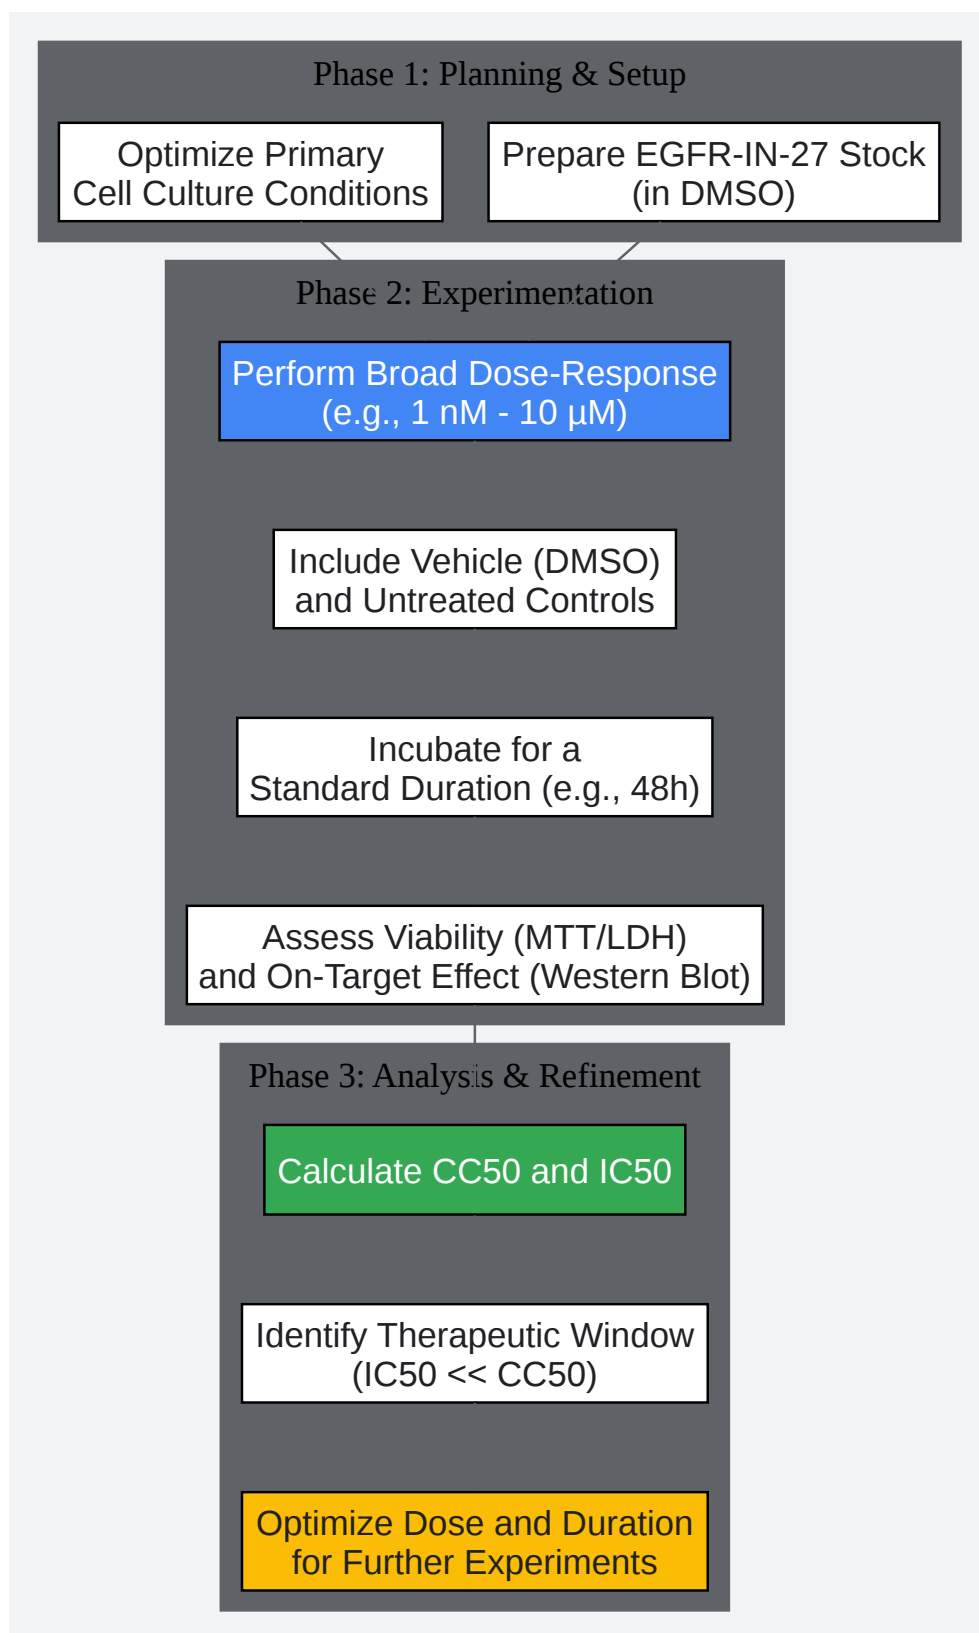 Phase 1: Planning & Setup
Optimize Primary
Cell Culture Conditions
Prepare EGFR-IN-27 Stock
(in DMSO)
Phase 2: Experimentation
Perform Broad Dose-Response
(e.g., 1 nM - 10 µM)
Include Vehicle (DMSO)
and Untreated Controls
Incubate for a
Standard Duration (e.g., 48h)
Assess Viability (MTT/LDH)
and On-Target Effect (Western Blot)
Phase 3: Analysis & Refinement
Calculate CC50 and IC50
Identify Therapeutic Window
(IC50 << CC50)
Optimize Dose and Duration
for Further Experiments